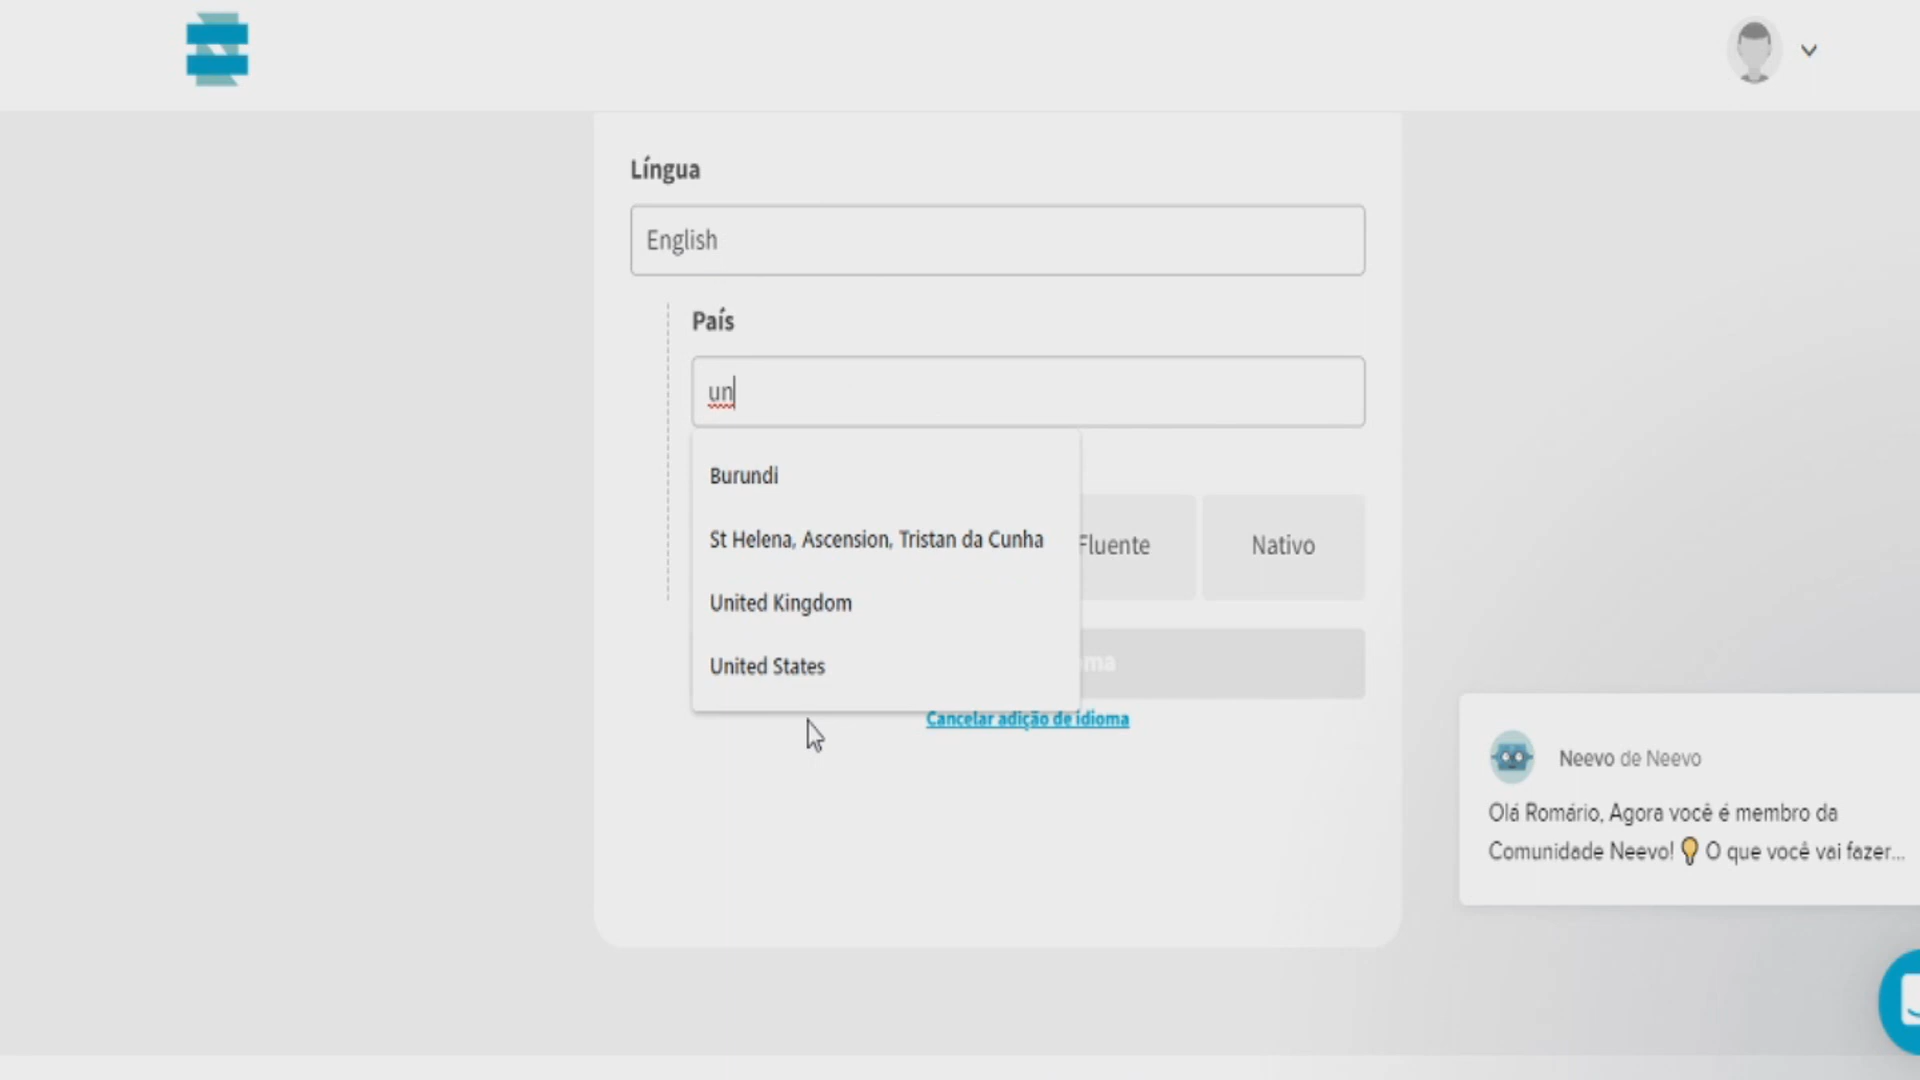 Língua
English
País
un
Burundi
St Helena, Ascension, Tristan da Cunha
United Kingdom
United States
Fluente
Nativo
Cancelar adição de idioma
Neevo de Neevo
Olá Romário, Agora você é membro da
Comunidade Neevo! 💡 O que você vai fazer...